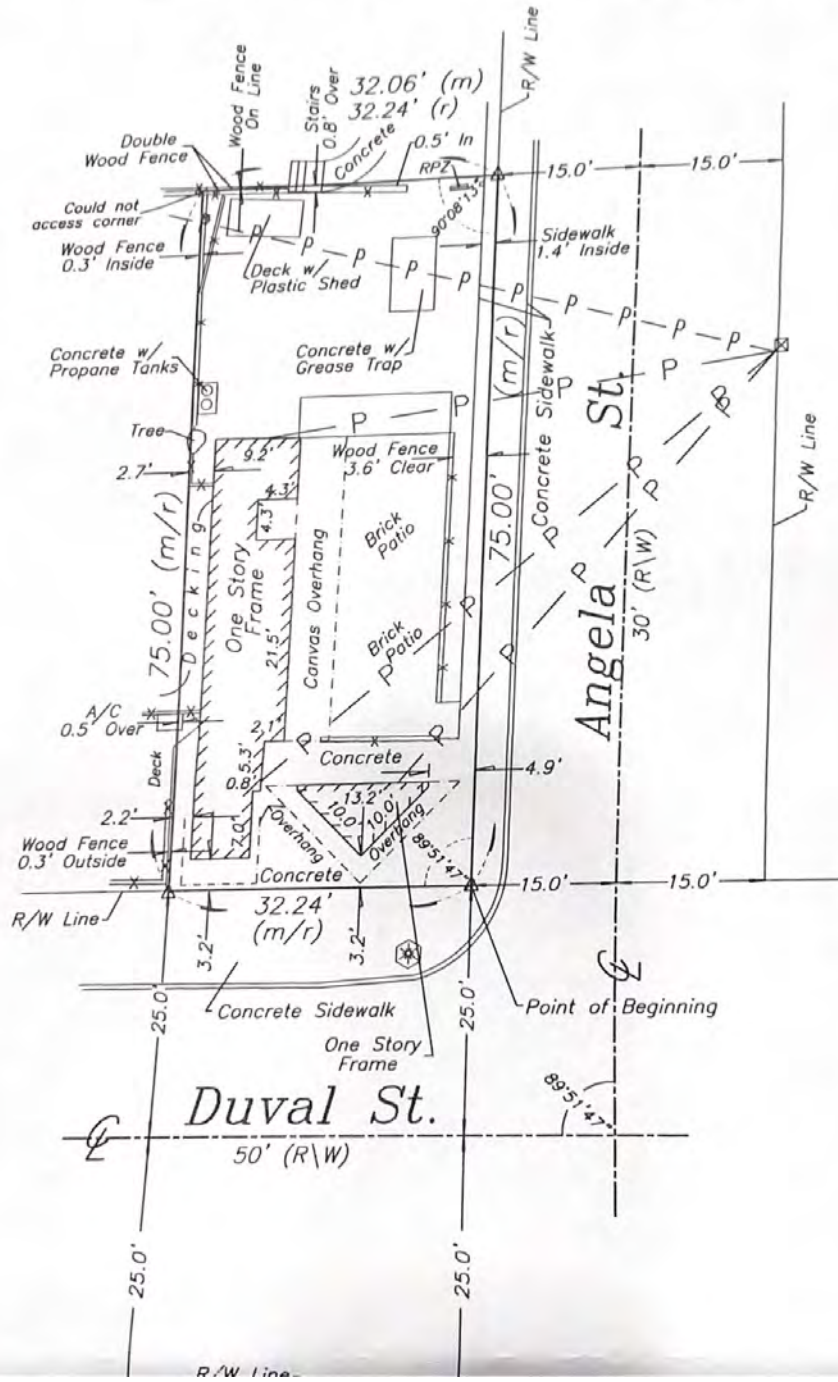 R/W Line
Wood Fence
On Line
Stairs
0.8' Over
32.06' (m)
32.24' (r)
Double
Wood Fence
Concrete
0.5' In
RPZ
R/W Line
15.0'
15.0'
Could not
access corner
90°08'13"
Wood Fence
0.3' Inside
Sidewalk
1.4' Inside
P
Deck w/
Plastic Shed
P
P
P
P
P
P
P
P
P
Concrete w/
Propane Tanks
Concrete w/
Grease Trap
(m/r)
Concrete Sidewalk
St.
P
P
P
P
P
Tree
9.2'
Wood Fence
3.6' Clear
R/W Line
2.7'
4.3'
4.3'
P
P
75.00' (m/r)
Decking
One Story
Frame
Canvas Overhang
Brick
Patio
75.00'
Angela
30' (R\W)
P
P
21.5'
Brick
Patio
P
P
A/C
0.5' Over
2.1'
P
P
Concrete
5.3'
0.8'
Deck
4.9'
13.2'
10.0'
10.0'
2.2'
Overhang
Overhang
89°51'47"
Wood Fence
0.3' Outside
7.0'
Concrete
15.0'
15.0'
R/W Line
32.24'
(m/r)
3.2'
3.2'
25.0'
Concrete Sidewalk
25.0'
Point of Beginning
One Story
Frame
89°51'47"
Duval St.
50' (R\W)
25.0'
25.0'
R/W Line